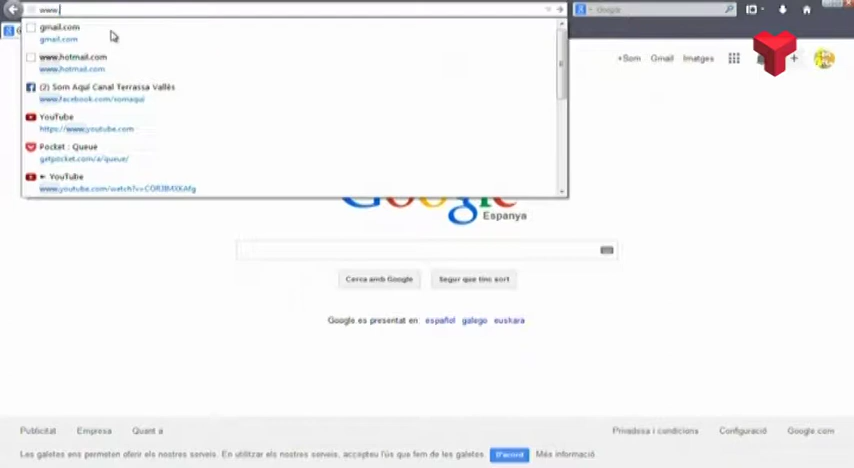 www.
Google
gmail.com
gmail.com
www.hotmail.com
www.hotmail.com
(2) Som Aquí Canal Terrassa Vallès
www.facebook.com/somaqui
YouTube
https://www.youtube.com
Pocket : Queue
getpocket.com/a/queue/
YouTube
+Som Gmail Imatges
Google
Espanya
Cerca amb Google Segur que tinc sort
Google es presentat en español galego euskara
Publicitat Empresa Quant a Privadesa i condicions Configuració Google.com
Les galetes ens permeten oferir els nostres serveis. En utilitzar els nostres serveis, accepteu l'ús que fem de les galetes. D'acord Més informació